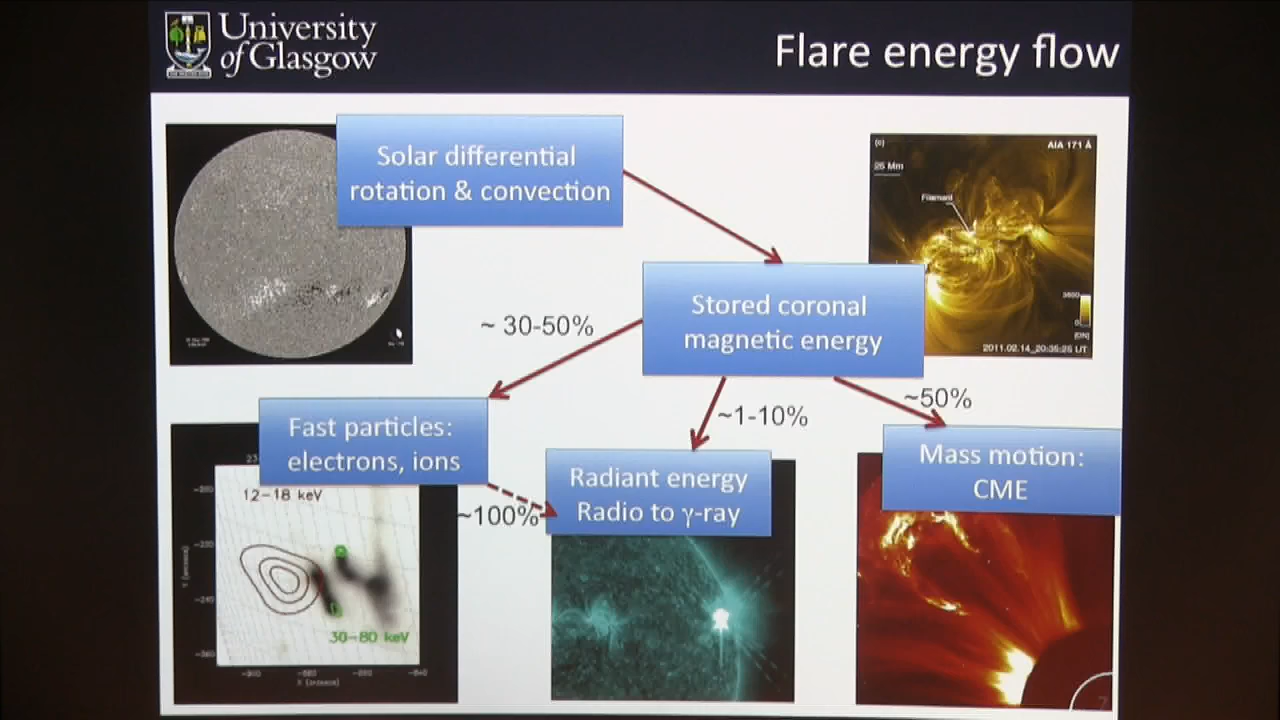 University
of Glasgow
Flare energy flow
Solar differential
rotation & convection
(c)
AIA 171 Å
25 Mm
Filament
Stored coronal
magnetic energy
2011.02.14_20:35:26 UT
~ 30-50%
~1-10%
~50%
Fast particles:
electrons, ions
Radiant energy
Radio to γ-ray
Mass motion:
CME
12-18 keV
~100%
30-80 keV
7